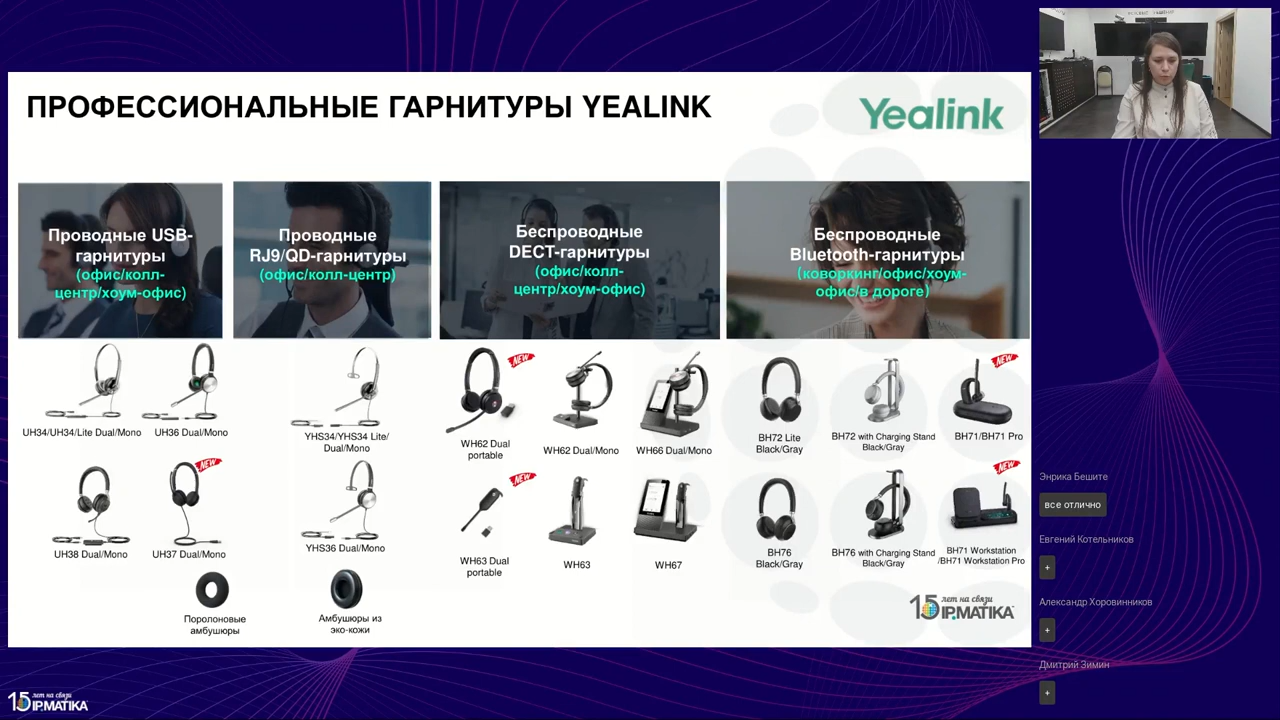 ПРОФЕССИОНАЛЬНЫЕ ГАРНИТУРЫ YEALINK
Yealink
Проводные USB-
гарнитуры
(офис/колл-
центр/хоум-офис)
Проводные
RJ9/QD-гарнитуры
(офис/колл-центр)
Беспроводные
DECT-гарнитуры
(офис/колл-
центр/хоум-офис)
Беспроводные
Bluetooth-гарнитуры
(коворкинг/офис/хоум-
офис/в дороге)
NEW
NEW
UH34/UH34/Lite Dual/Mono
UH36 Dual/Mono
YHS34/YHS34 Lite/
Dual/Mono
WH62 Dual
portable
WH62 Dual/Mono
WH66 Dual/Mono
BH72 Lite
Black/Gray
BH72 with Charging Stand
Black/Gray
BH71/BH71 Pro
NEW
NEW
NEW
UH38 Dual/Mono
UH37 Dual/Mono
YHS36 Dual/Mono
WH63 Dual
portable
WH63
WH67
BH76
Black/Gray
BH76 with Charging Stand
Black/Gray
BH71 Workstation
/BH71 Workstation Pro
Поролоновые
амбушюры
Амбушюры из
эко-кожи
15 лет на связи
IP.MATIKA
Энрика Бешите
все отлично
Евгений Котельников
+
Александр Хоровинников
+
Дмитрий Зимин
+
15 лет на связи
IP.MATIKA